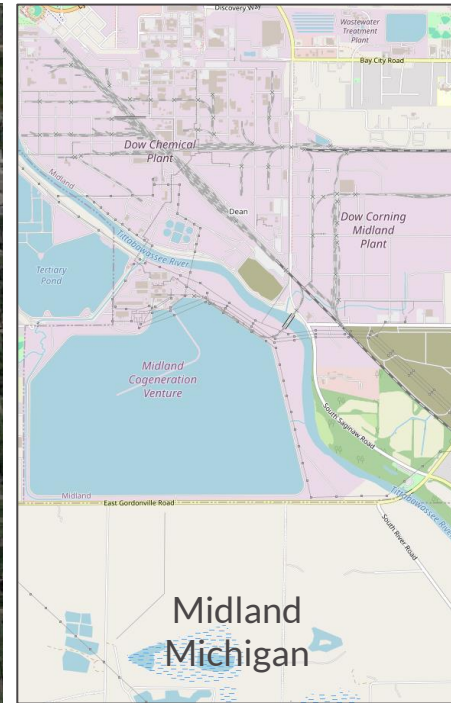 Discovery Way
Wastewater
Treatment
Plant
Bay City Road
Dow Chemical
Plant
Midland
Dean
Dow Corning
Midland
Plant
Tittabawassee River
Tertiary
Pond
Midland
Cogeneration
Venture
South Saginaw Road
Midland
Tittabawassee River
East Gordonville Road
South River Road
Midland
Michigan